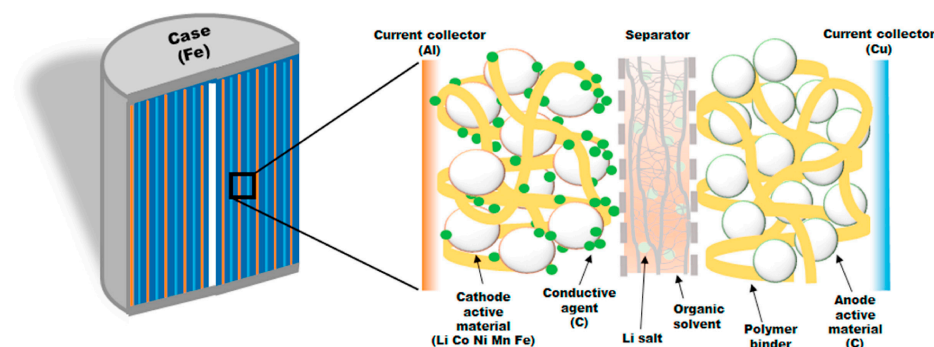 Case
(Fe)
Current collector
(Al)
Separator
Current collector
(Cu)
Cathode
active
material
(Li Co Ni Mn Fe)
Conductive
agent
(C)
Li salt
Organic
solvent
Polymer
binder
Anode
active
material
(C)